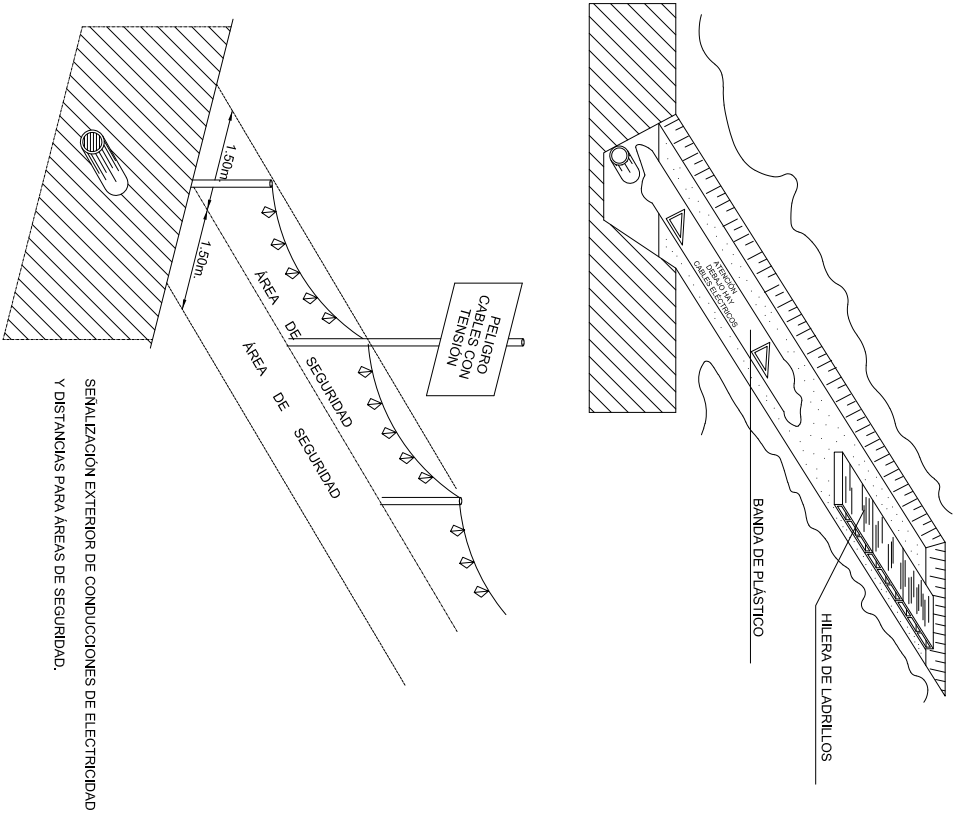 ATENCIÓN
DEBAJO HAY
CABLES ELÉCTRICOS
BANDA DE PLÁSTICO
HILERA DE LADRILLOS
PELIGRO
CABLES CON
TENSIÓN
1.50m.
1.50m.
ÁREA DE SEGURIDAD
ÁREA DE SEGURIDAD
SEÑALIZACIÓN EXTERIOR DE CONDUCCIONES DE ELECTRICIDAD
Y DISTANCIAS PARA ÁREAS DE SEGURIDAD.